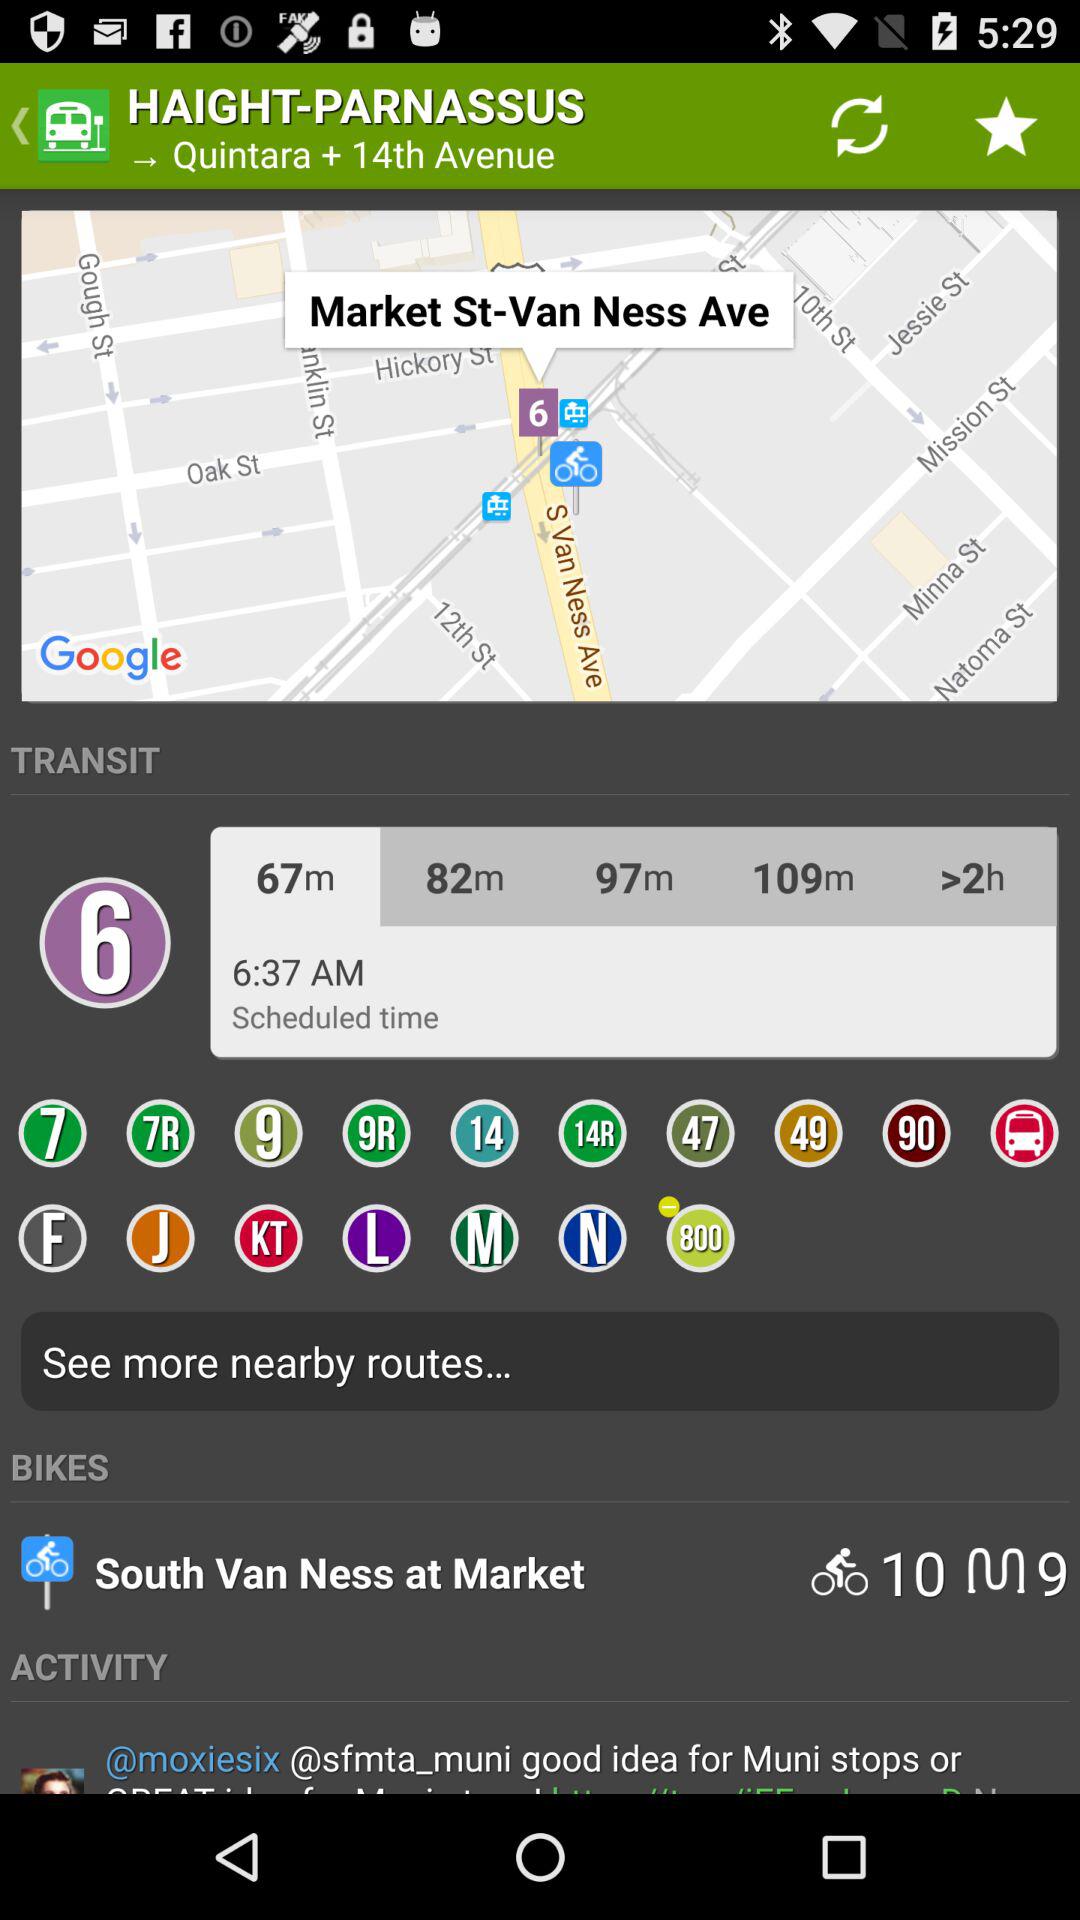 FAKE
5:29
HAIGHT-PARNASSUS
→ Quintara + 14th Avenue
Gough St
Hickory St
St
10th St
Jessie St
Market St-Van Ness Ave
anklin St
6
Mission St
Oak St
S Van Ness Ave
Minna St
12th St
Natoma St
Google
TRANSIT
6
67m 82m 97m 109m >2h
6:37 AM
Scheduled time
7 7R 9 9R 14 14R 47 49 90
F J KT L M N 800
See more nearby routes...
BIKES
South Van Ness at Market 10 9
ACTIVITY
@moxiesix @sfmta_muni good idea for Muni stops or